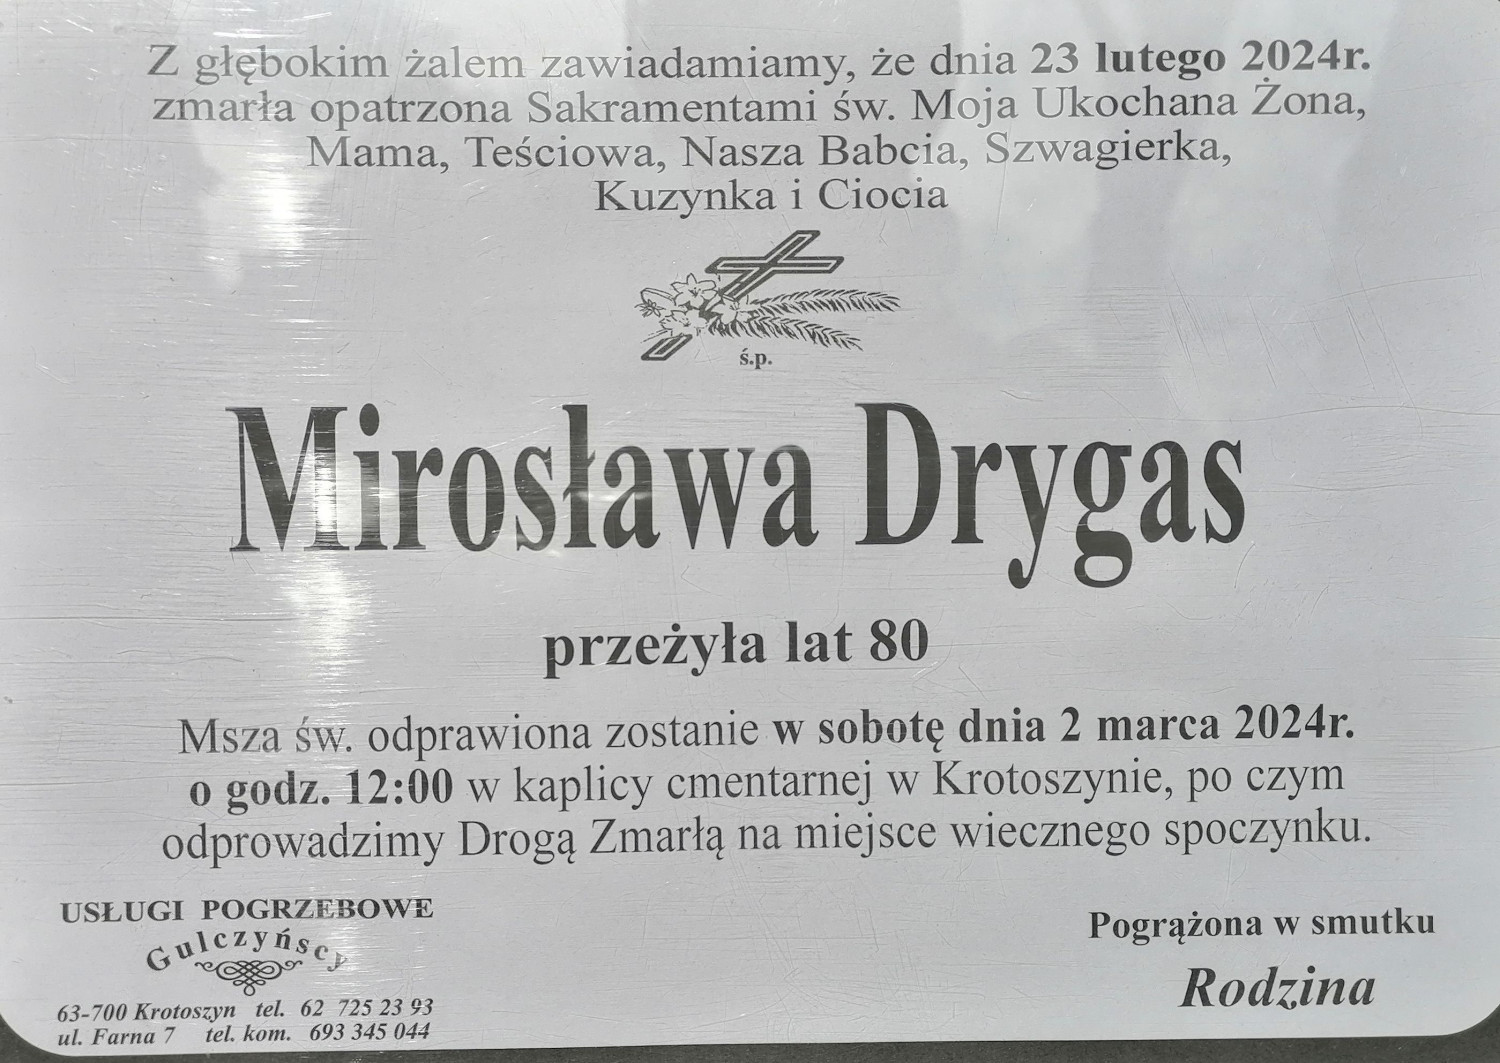 Z głębokim żalem zawiadamiamy, że dnia 23 lutego 2024r.
zmarła opatrzona Sakramentami św. Moja Ukochana Żona,
Mama, Teściowa, Nasza Babcia, Szwagierka,
Kuzynka i Ciocia
ś.p.
Mirosława Drygas
przeżyła lat 80
Msza św. odprawiona zostanie w sobotę dnia 2 marca 2024r.
o godz. 12:00 w kaplicy cmentarnej w Krotoszynie, po czym
odprowadzimy Drogą Zmarłą na miejsce wiecznego spoczynku.
USŁUGI POGRZEBOWE
Gulczyńscy
63-700 Krotoszyn tel. 62 725 23 93
ul. Farna 7 tel. kom. 693 345 044
Pogrążona w smutku
Rodzina